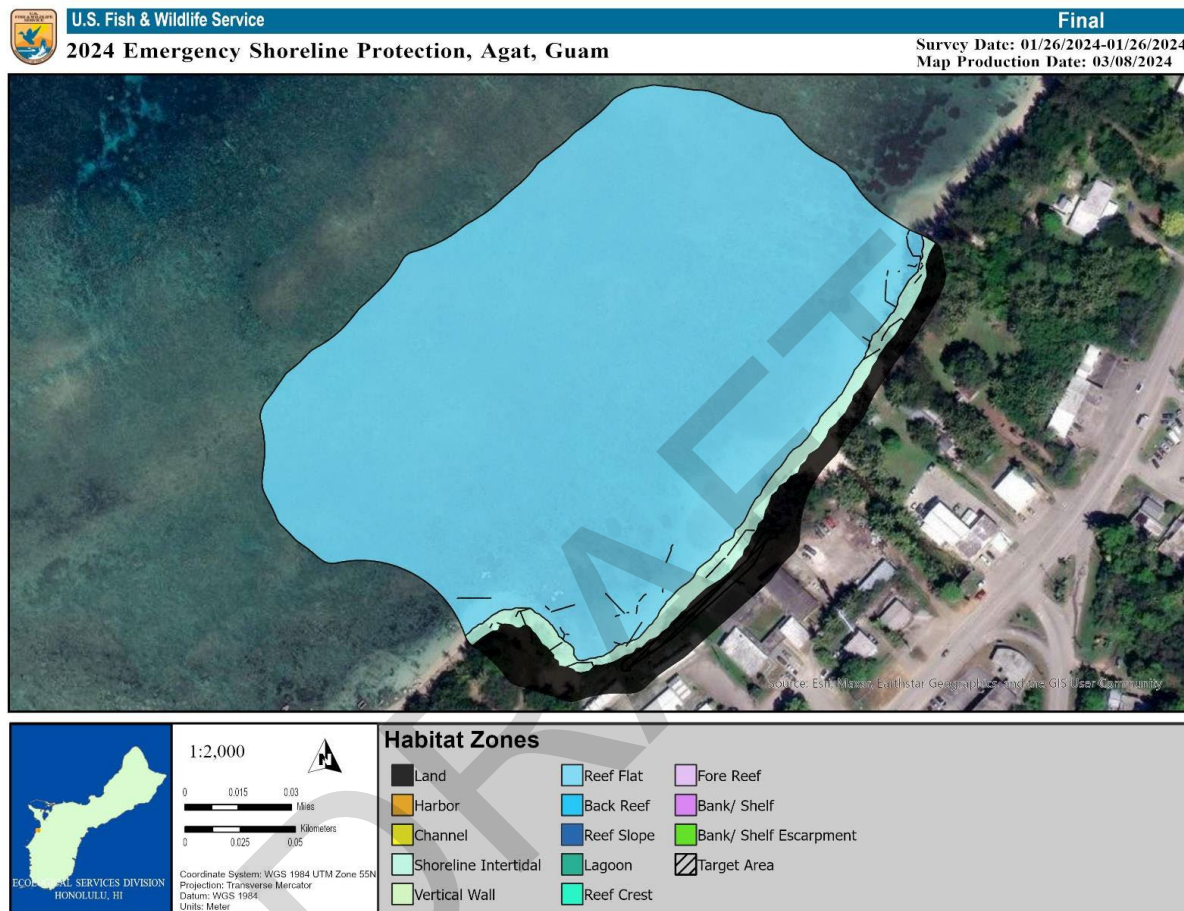 U.S. FISH & WILDLIFE SERVICE
U.S. Fish & Wildlife Service
Final
2024 Emergency Shoreline Protection, Agat, Guam
Survey Date: 01/26/2024-01/26/2024
Map Production Date: 03/08/2024
DRAFT
Source: Esri, Maxar, Earthstar Geographics, and the GIS User Community
ECOLOGICAL SERVICES DIVISION
HONOLULU, HI
1:2,000
N
0 0.015 0.03
Miles
Kilometers
0 0.025 0.05
Coordinate System: WGS 1984 UTM Zone 55N
Projection: Transverse Mercator
Datum: WGS 1984
Units: Meter
Habitat Zones
Land
Harbor
Channel
Shoreline Intertidal
Vertical Wall
Reef Flat
Back Reef
Reef Slope
Lagoon
Reef Crest
Fore Reef
Bank/ Shelf
Bank/ Shelf Escarpment
Target Area